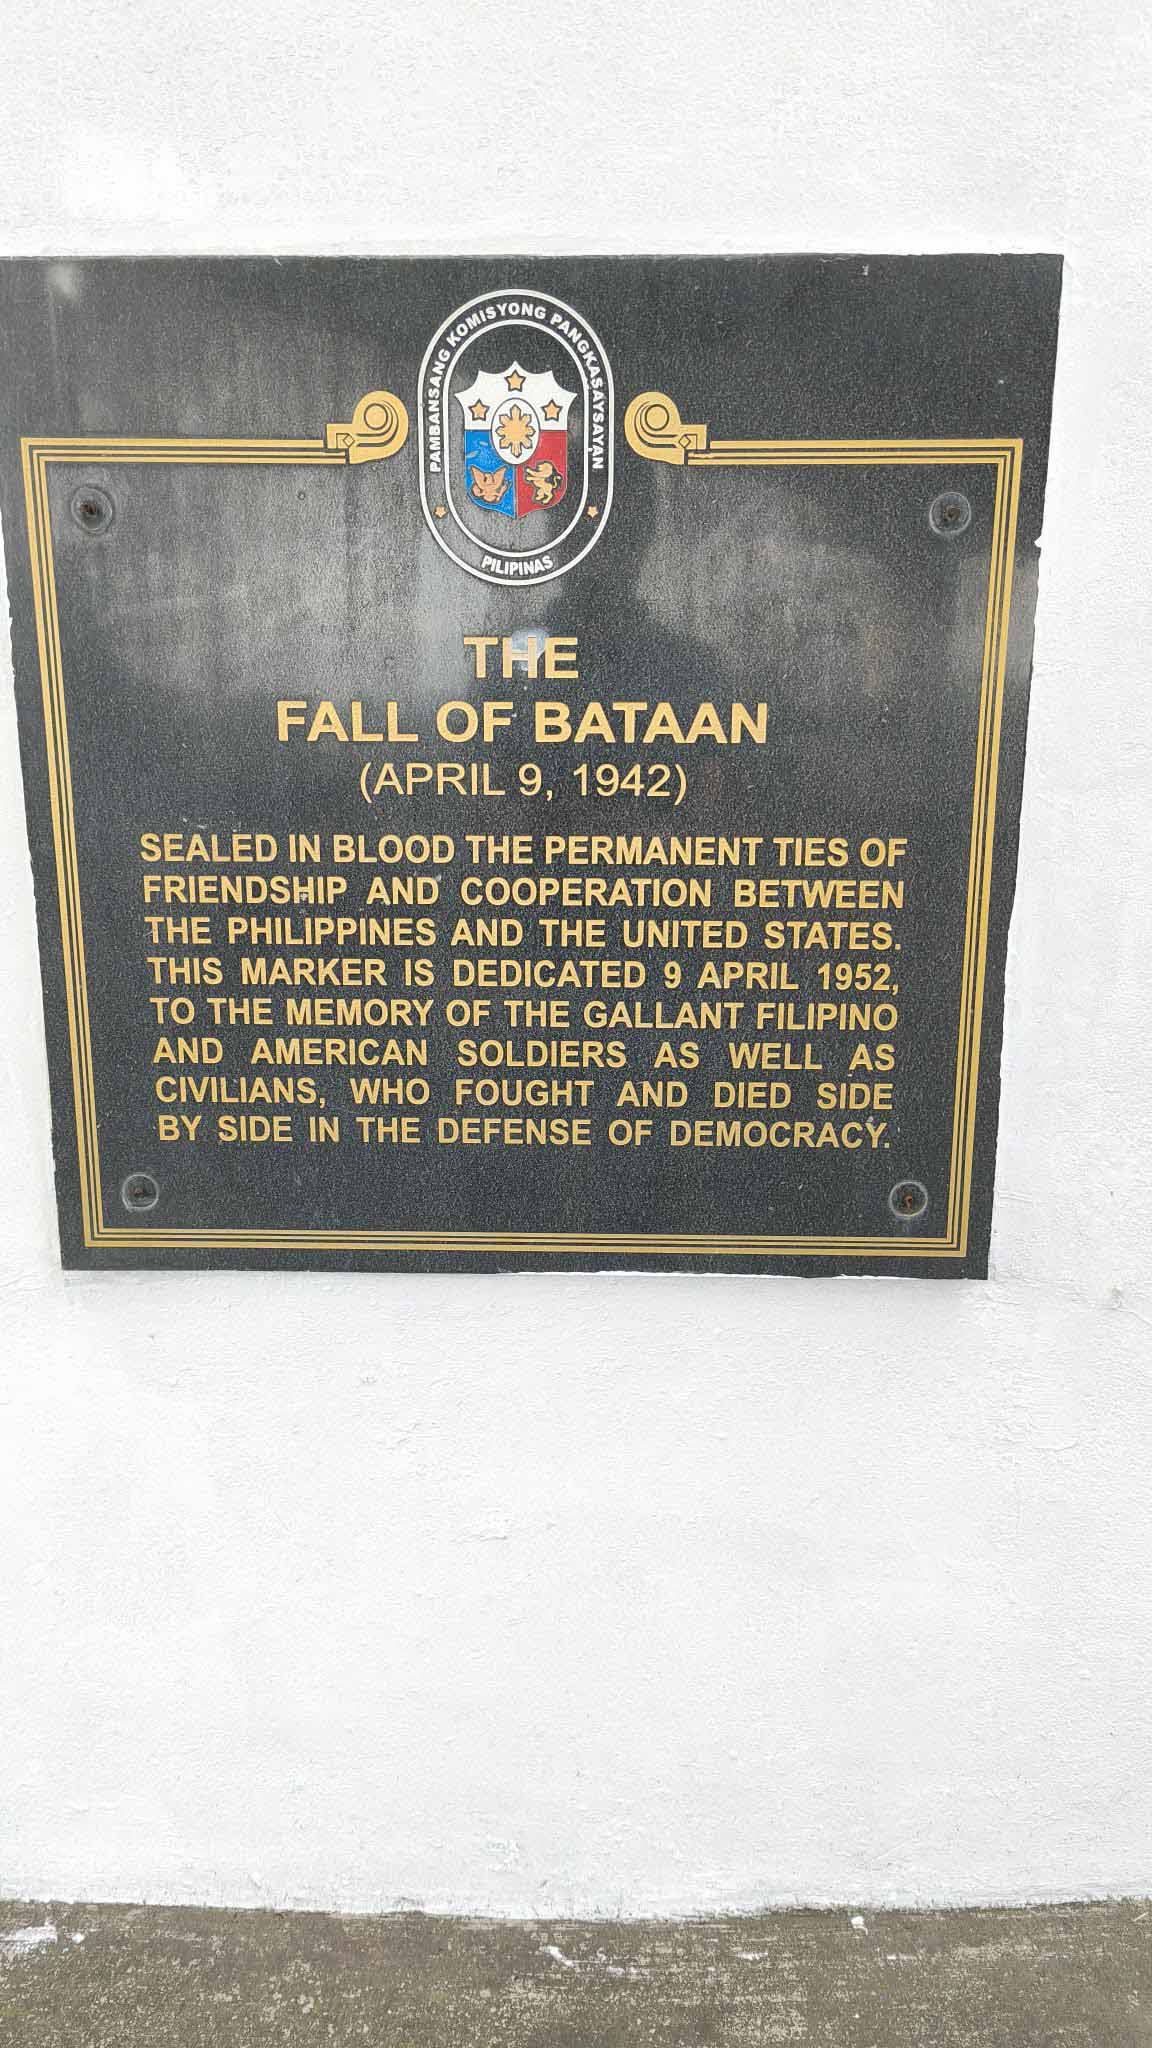 PAMBANSANG KOMISYONG PANGKASAYSAYAN
PILIPINAS
THE
FALL OF BATAAN
(APRIL 9, 1942)
SEALED IN BLOOD THE PERMANENT TIES OF
FRIENDSHIP AND COOPERATION BETWEEN
THE PHILIPPINES AND THE UNITED STATES.
THIS MARKER IS DEDICATED 9 APRIL 1952,
TO THE MEMORY OF THE GALLANT FILIPINO
AND AMERICAN SOLDIERS AS WELL AS
CIVILIANS, WHO FOUGHT AND DIED SIDE
BY SIDE IN THE DEFENSE OF DEMOCRACY.